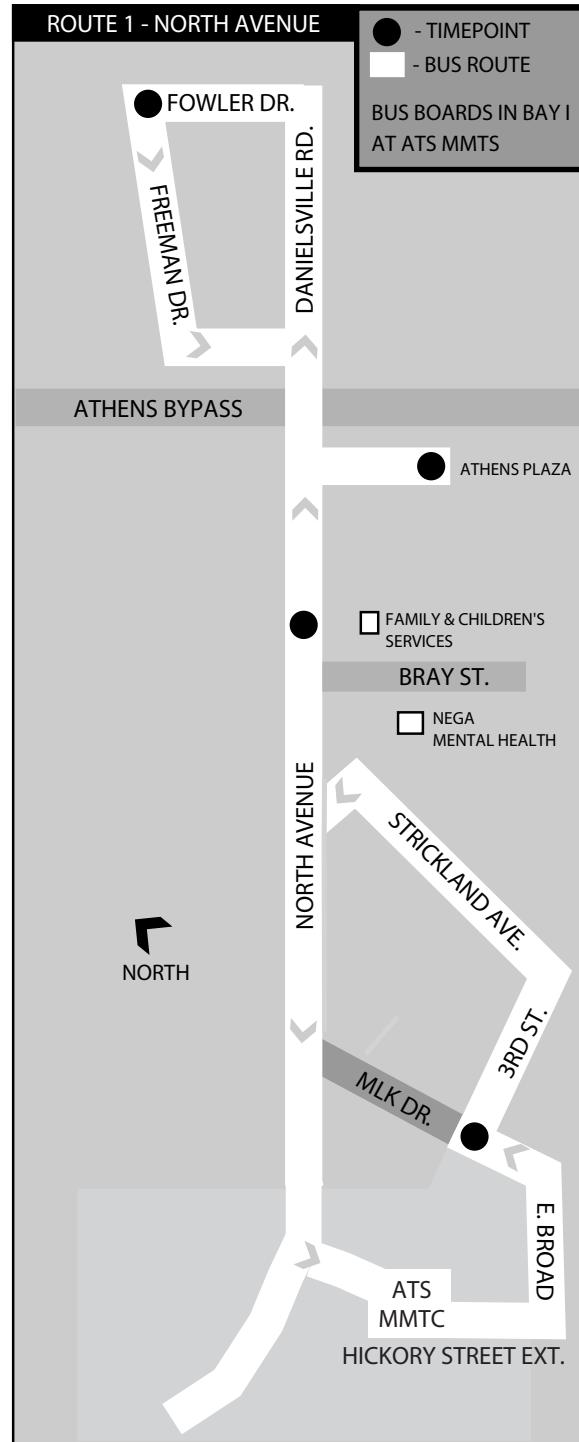 ROUTE 1 - NORTH AVENUE
- TIMEPOINT
- BUS ROUTE
BUS BOARDS IN BAY I
AT ATS MMTS
FOWLER DR.
DANIELSVILLE RD.
FREEMAN DR.
ATHENS BYPASS
ATHENS PLAZA
FAMILY & CHILDREN'S
SERVICES
BRAY ST.
NEGA
MENTAL HEALTH
NORTH AVENUE
STRICKLAND AVE.
NORTH
3RD ST.
MLK DR.
E. BROAD
ATS
MMTC
HICKORY STREET EXT.